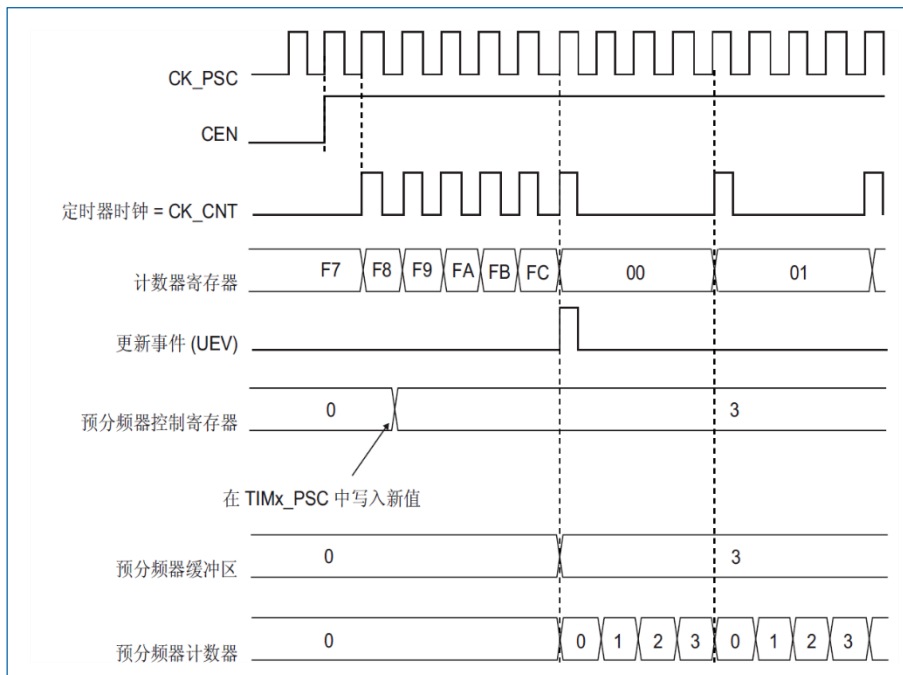 CK_PSC
CEN
定时器时钟 = CK_CNT
计数器寄存器 F7 F8 F9 FA FB FC 00 01
更新事件 (UEV)
预分频器控制寄存器 0 3
在 TIMx_PSC 中写入新值
预分频器缓冲区 0 3
预分频器计数器 0 0 1 2 3 0 1 2 3